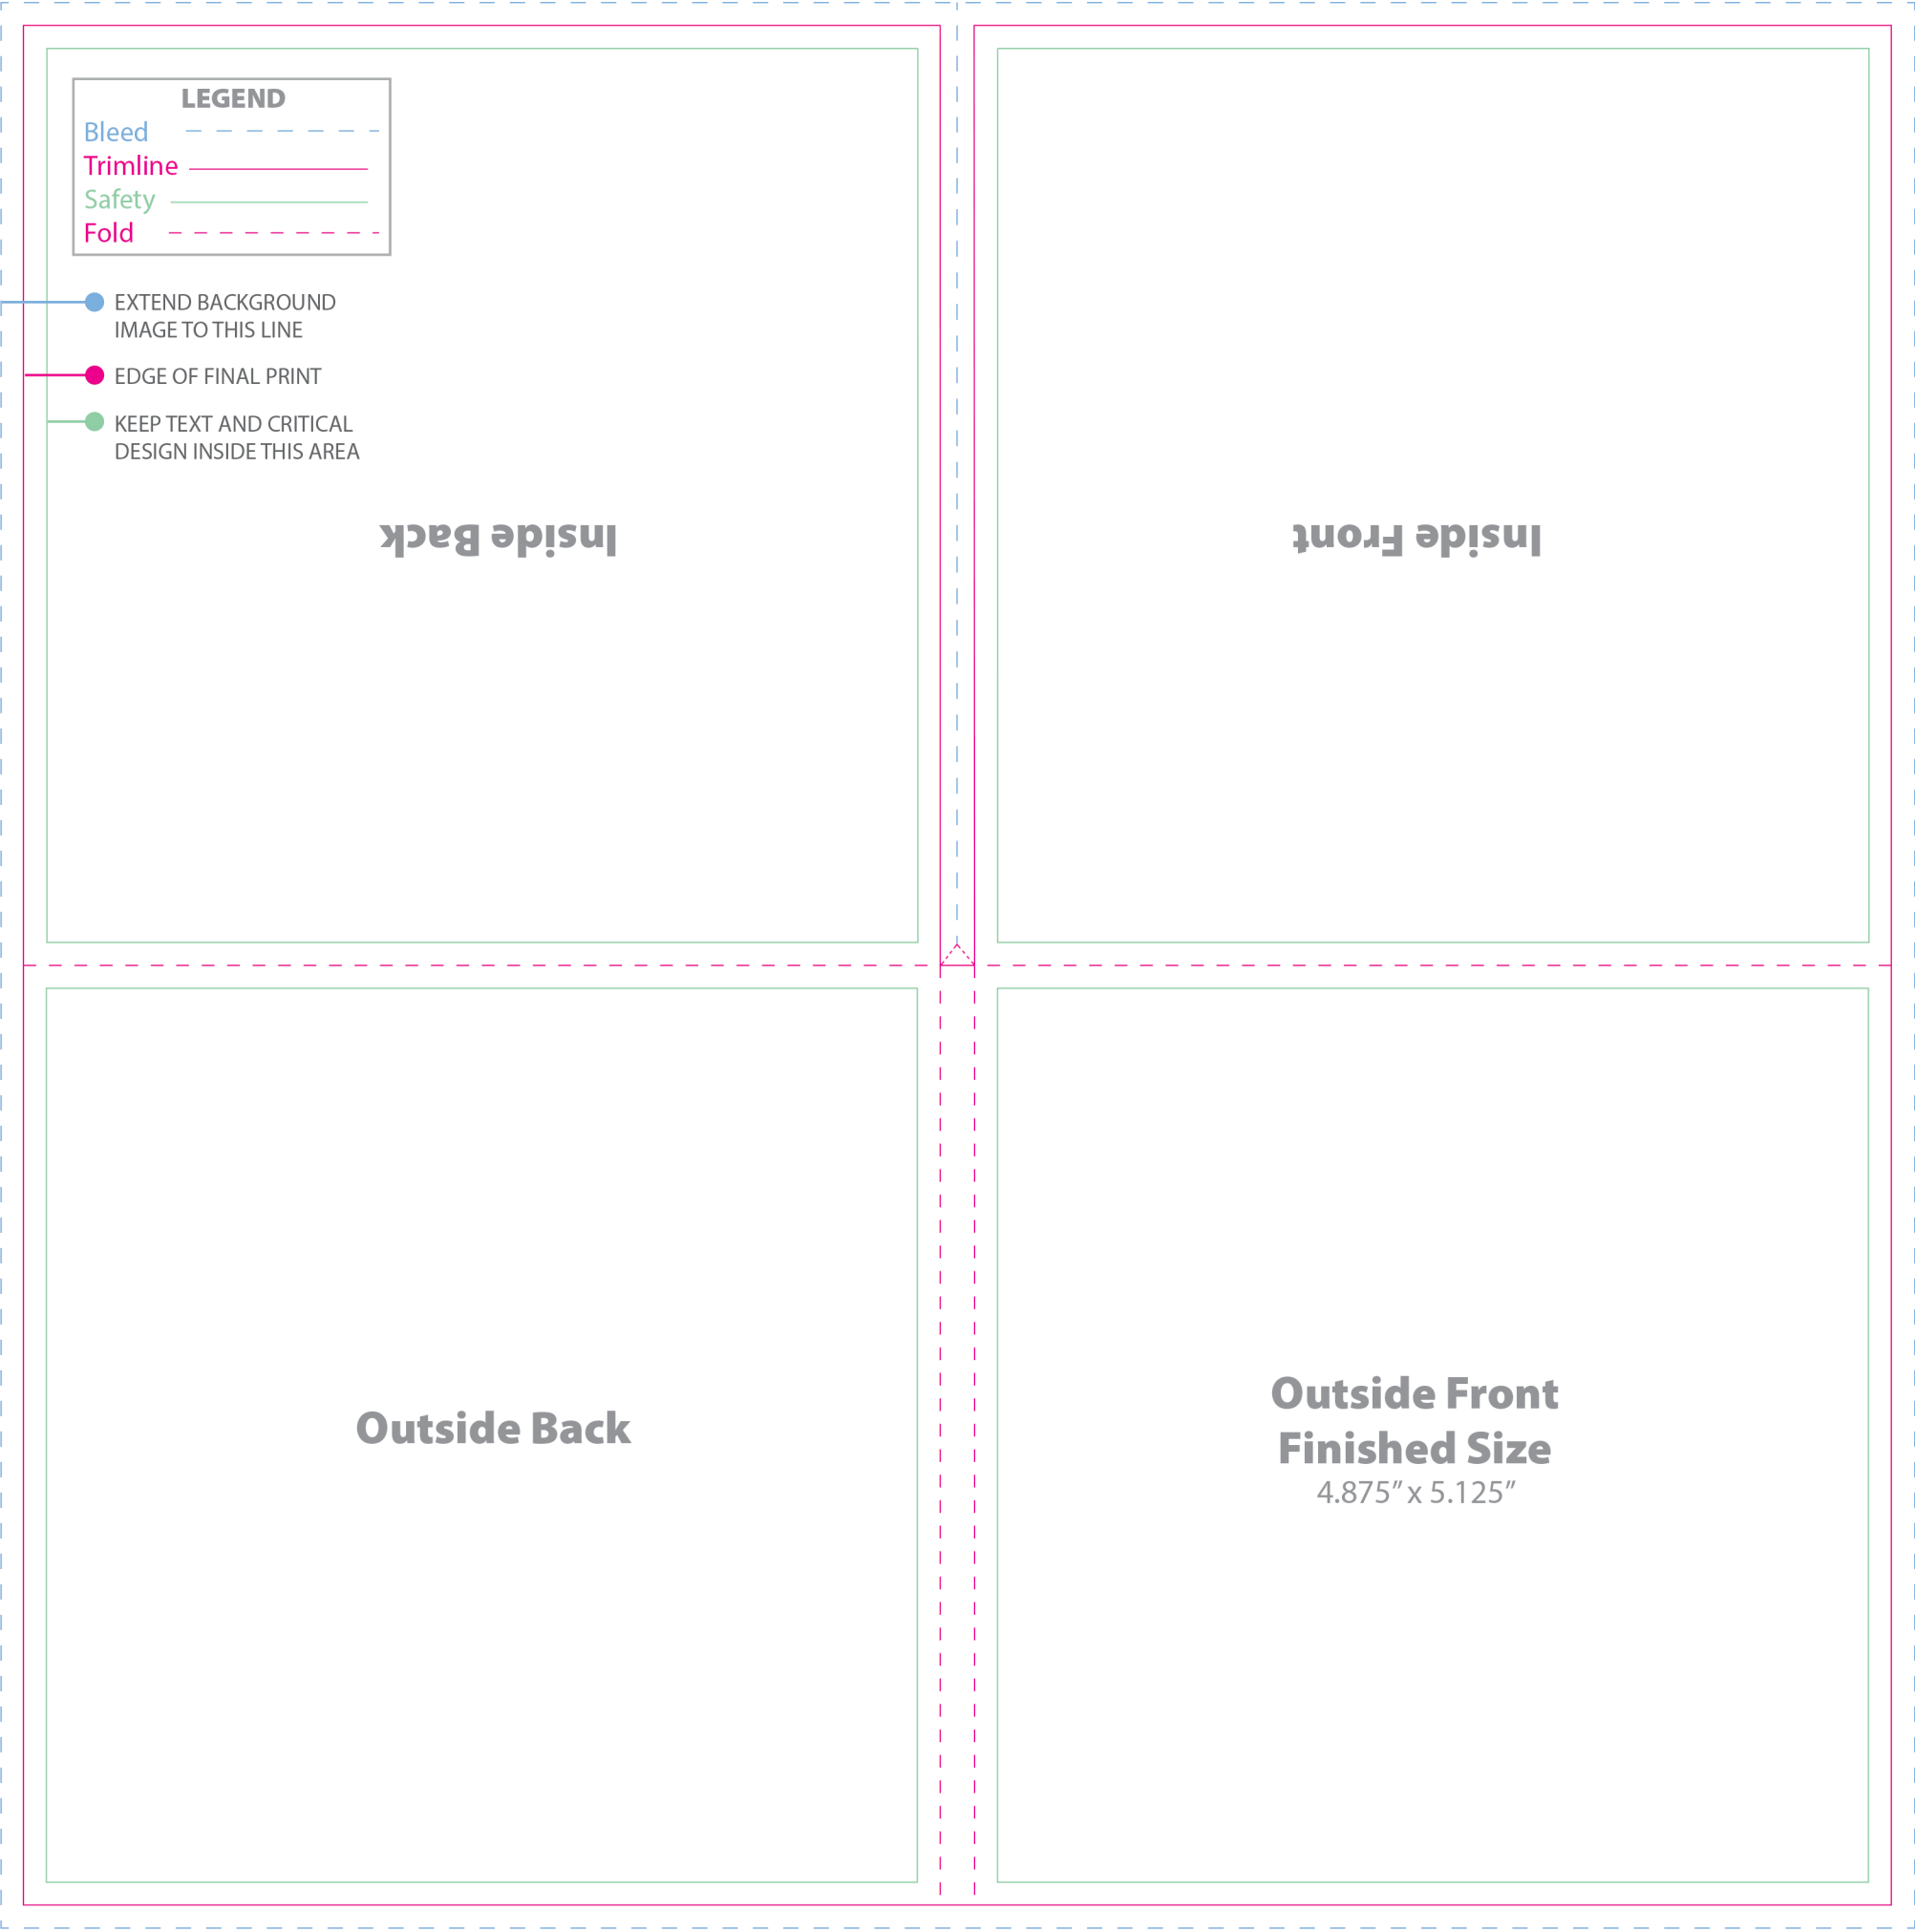 LEGEND
Bleed
Trimline
Safety
Fold
EXTEND BACKGROUND
IMAGE TO THIS LINE
EDGE OF FINAL PRINT
KEEP TEXT AND CRITICAL
DESIGN INSIDE THIS AREA
Inside Back
Inside Front
Outside Back
Outside Front
Finished Size
4.875” x 5.125”